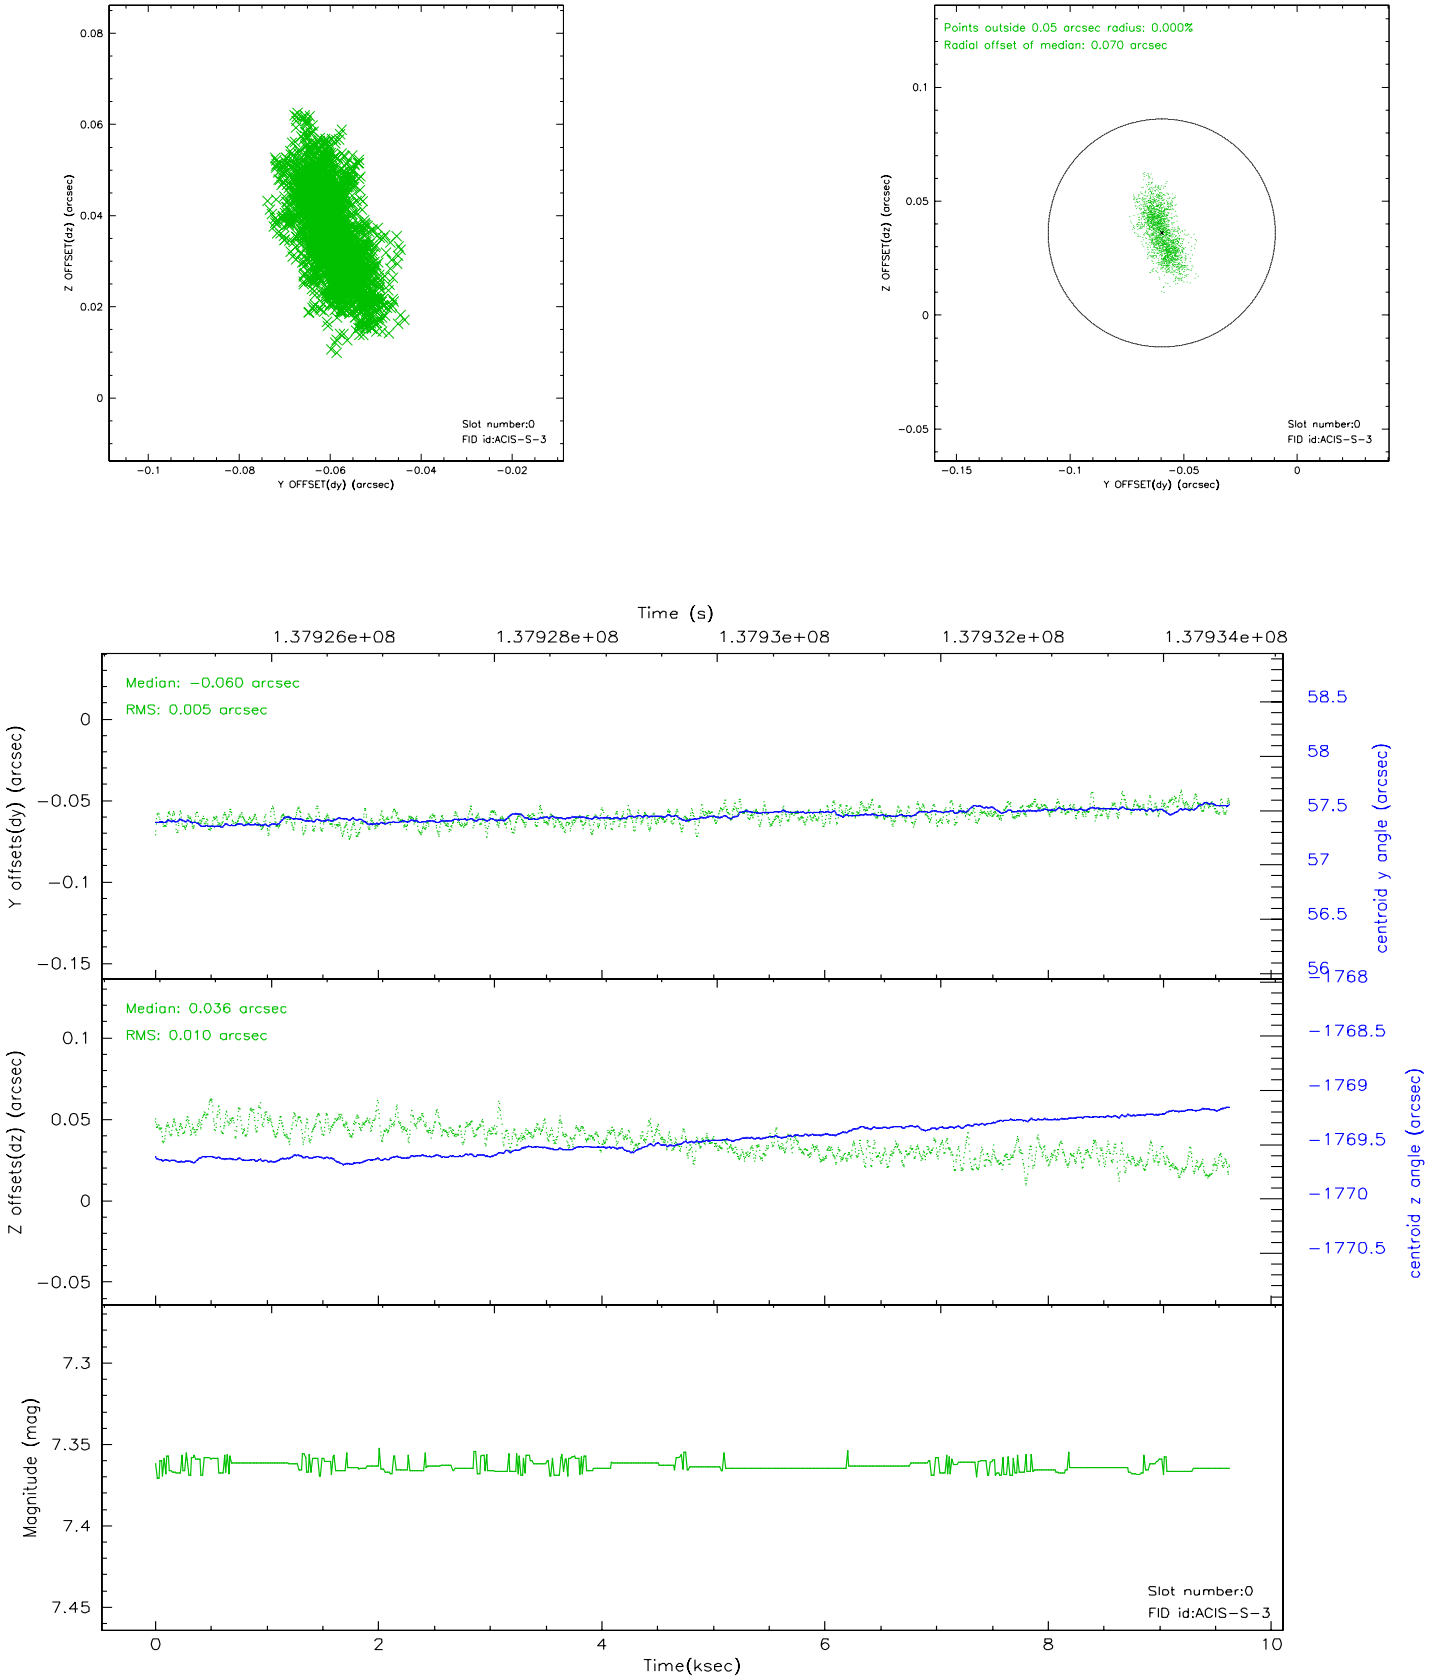 0.08
0.06
0.04
0.02
0
Z OFFSET(dz) (arcsec)
Slot number:0
FID id:ACIS-S-3
-0.1 -0.08 -0.06 -0.04 -0.02
Y OFFSET(dy) (arcsec)
Points outside 0.05 arcsec radius: 0.000%
Radial offset of median: 0.070 arcsec
0.1
0.05
0
-0.05
Z OFFSET(dz) (arcsec)
Slot number:0
FID id:ACIS-S-3
-0.15 -0.1 -0.05 0
Y OFFSET(dy) (arcsec)
Time (s)
1.37926e+08 1.37928e+08 1.3793e+08 1.37932e+08 1.37934e+08
Median: -0.060 arcsec
RMS: 0.005 arcsec
0
-0.05
-0.1
-0.15
Y offsets(dy) (arcsec)
58.5
58
57.5
57
56.5
56
centroid y angle (arcsec)
Median: 0.036 arcsec
RMS: 0.010 arcsec
0.1
0.05
0
-0.05
Z offsets(dz) (arcsec)
-1768
-1768.5
-1769
-1769.5
-1770
-1770.5
centroid z angle (arcsec)
7.3
7.35
7.4
7.45
Magnitude (mag)
Slot number:0
FID id:ACIS-S-3
0 2 4 6 8 10
Time(ksec)